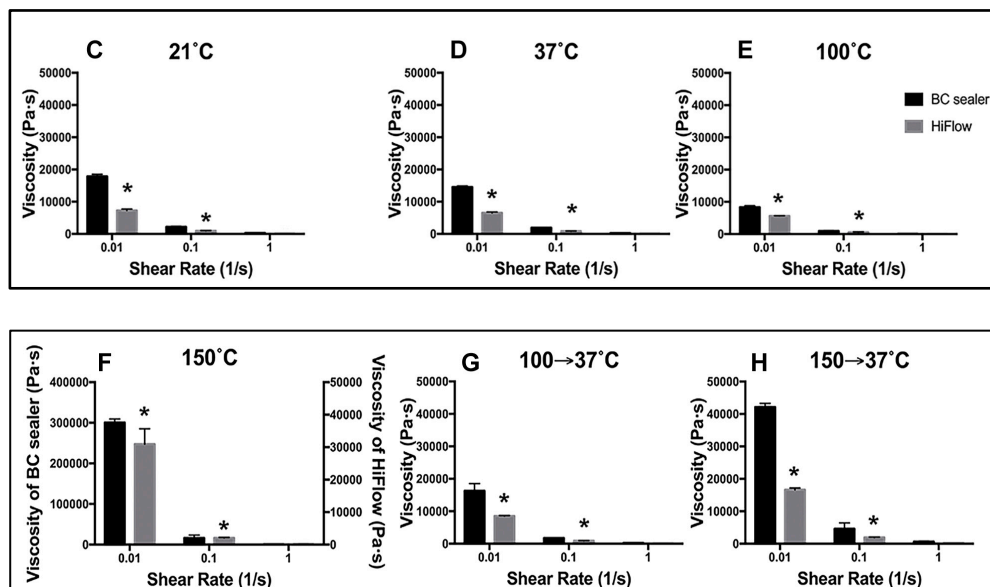 C 21°C
Viscosity (Pa·s)
50000
40000
30000
20000
10000
0
*
*
0.01 0.1 1
Shear Rate (1/s)
D 37°C
Viscosity (Pa·s)
50000
40000
30000
20000
10000
0
*
*
0.01 0.1 1
Shear Rate (1/s)
E 100°C
Viscosity (Pa·s)
50000
40000
30000
20000
10000
0
*
*
0.01 0.1 1
Shear Rate (1/s)
BC sealer
HiFlow
F 150°C
Viscosity of BC sealer (Pa·s)
400000
300000
200000
100000
0
*
*
0.01 0.1 1
Shear Rate (1/s)
50000
40000
30000
20000
10000
0
Viscosity of HiFlow (Pa·s)
G 100→37°C
Viscosity (Pa·s)
50000
40000
30000
20000
10000
0
*
*
0.01 0.1 1
Shear Rate (1/s)
H 150→37°C
Viscosity (Pa·s)
50000
40000
30000
20000
10000
0
*
*
0.01 0.1 1
Shear Rate (1/s)